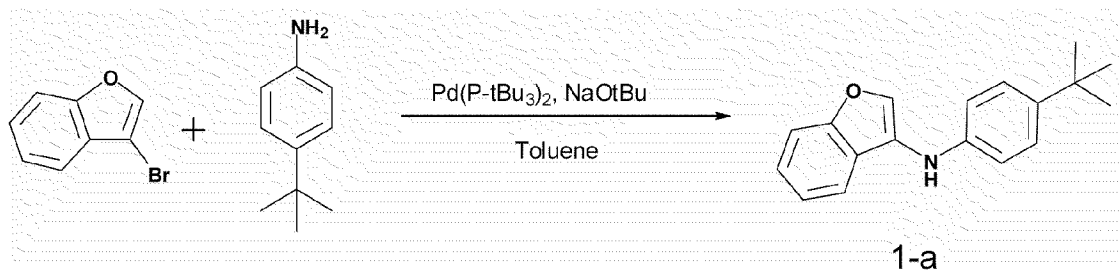 NH2
O
Br
+
Pd(P-tBu3)2, NaOtBu
Toluene
O
N
H
1-a